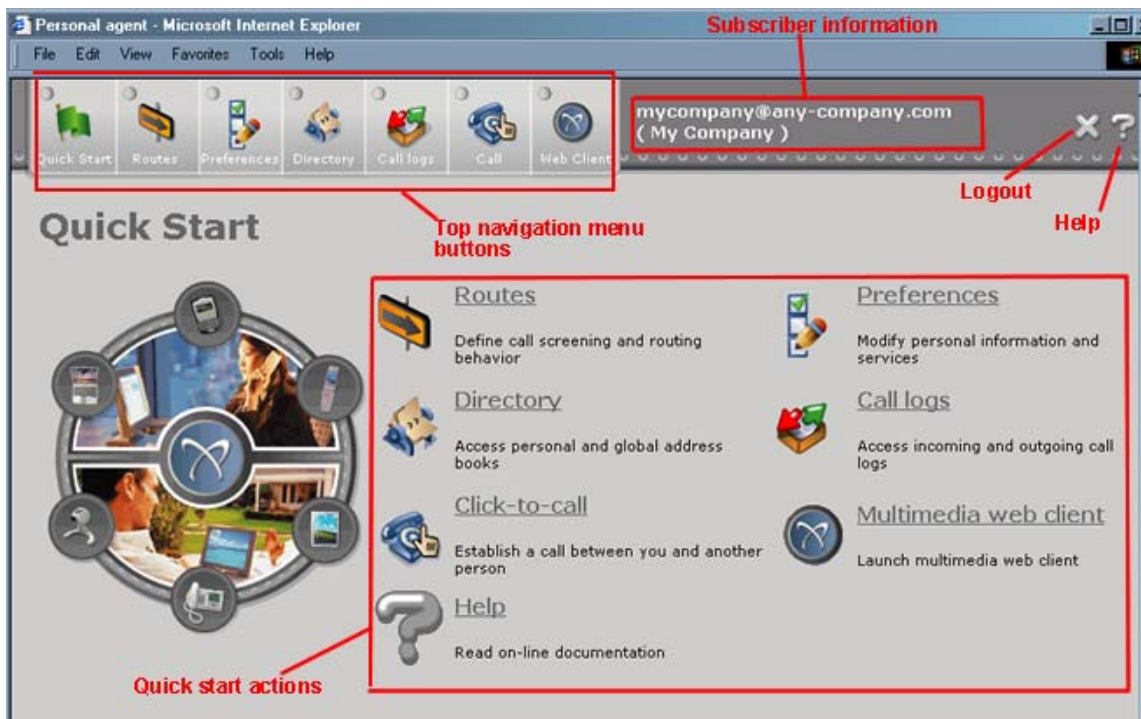 Personal agent - Microsoft Internet Explorer
Subscriber information
File Edit View Favorites Tools Help
mycompany@any-company.com
( My Company )
Quick Start Routes Preferences Directory Call logs Call Web Client
Logout
Help
Top navigation menu
buttons
Quick Start
Routes
Define call screening and routing
behavior
Preferences
Modify personal information and
services
Directory
Access personal and global address
books
Call logs
Access incoming and outgoing call
logs
Click-to-call
Establish a call between you and another
person
Multimedia web client
Launch multimedia web client
Help
Read on-line documentation
Quick start actions